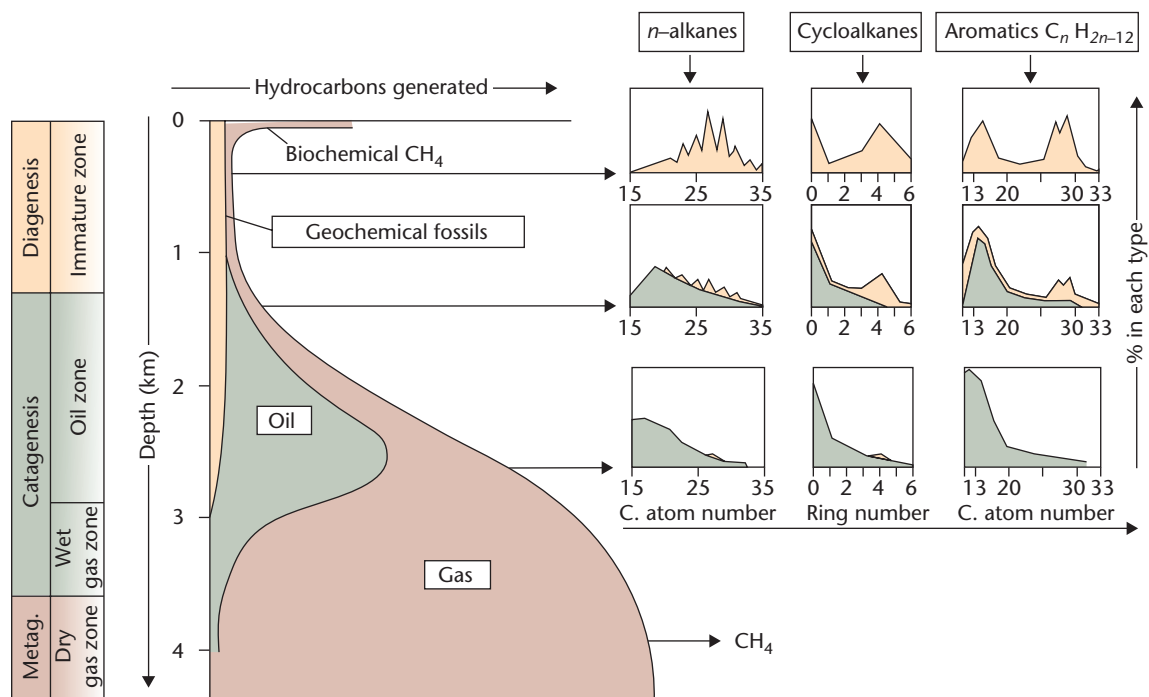 n–alkanes
Cycloalkanes
Aromatics CnH2n–12
Hydrocarbons generated
0
Biochemical CH4
15 25 35
0 2 4 6
13 20 30 33
Diagenesis
Immature zone
Geochemical fossils
1
15 25 35
0 2 4 6
13 20 30 33
% in each type
Catagenesis
Oil zone
Depth (km)
2
Oil
15 25 35
0 2 4 6
13 20 30 33
C. atom number
Ring number
C. atom number
3
Wet
gas zone
Gas
Metag.
Dry
gas zone
4
CH4